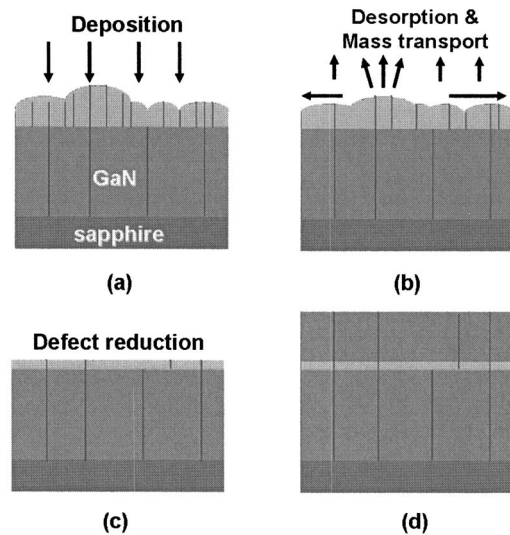 Deposition
GaN
sapphire
(a)
Desorption &
Mass transport
(b)
Defect reduction
(c)
(d)